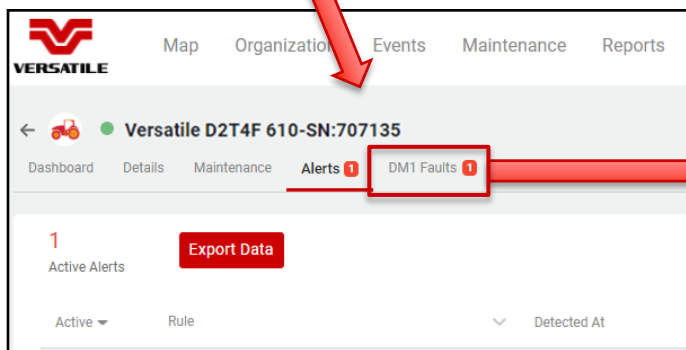 VERSATILE
Map Organization Events Maintenance Reports
Versatile D2T4F 610-SN:707135
Dashboard Details Maintenance Alerts 1 DM1 Faults 1
1
Active Alerts
Export Data
Active Rule Detected At